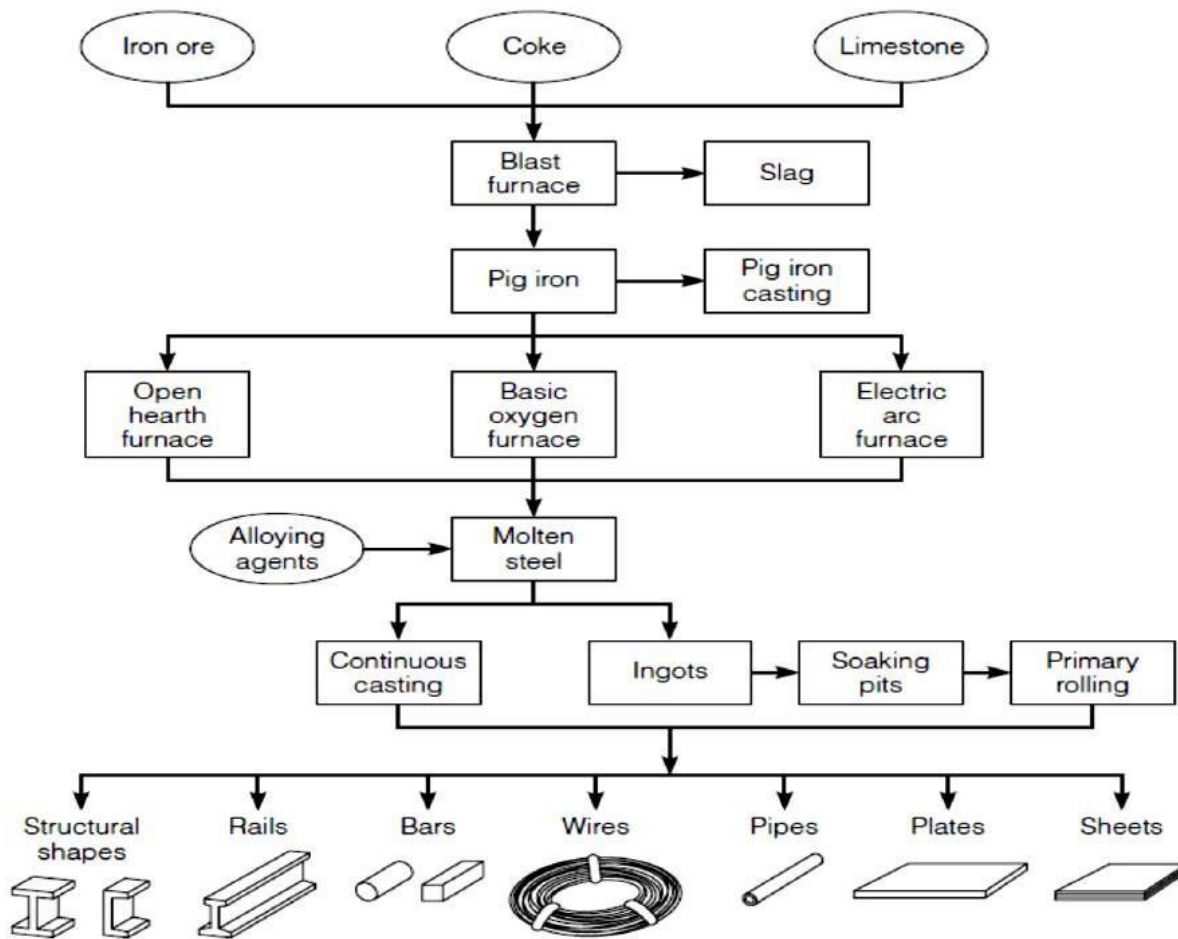 Iron ore
Coke
Limestone
Blast
furnace
Slag
Pig iron
Pig iron
casting
Open
hearth
furnace
Basic
oxygen
furnace
Electric
arc
furnace
Alloying
agents
Molten
steel
Continuous
casting
Ingots
Soaking
pits
Primary
rolling
Structural
shapes
Rails
Bars
Wires
Pipes
Plates
Sheets